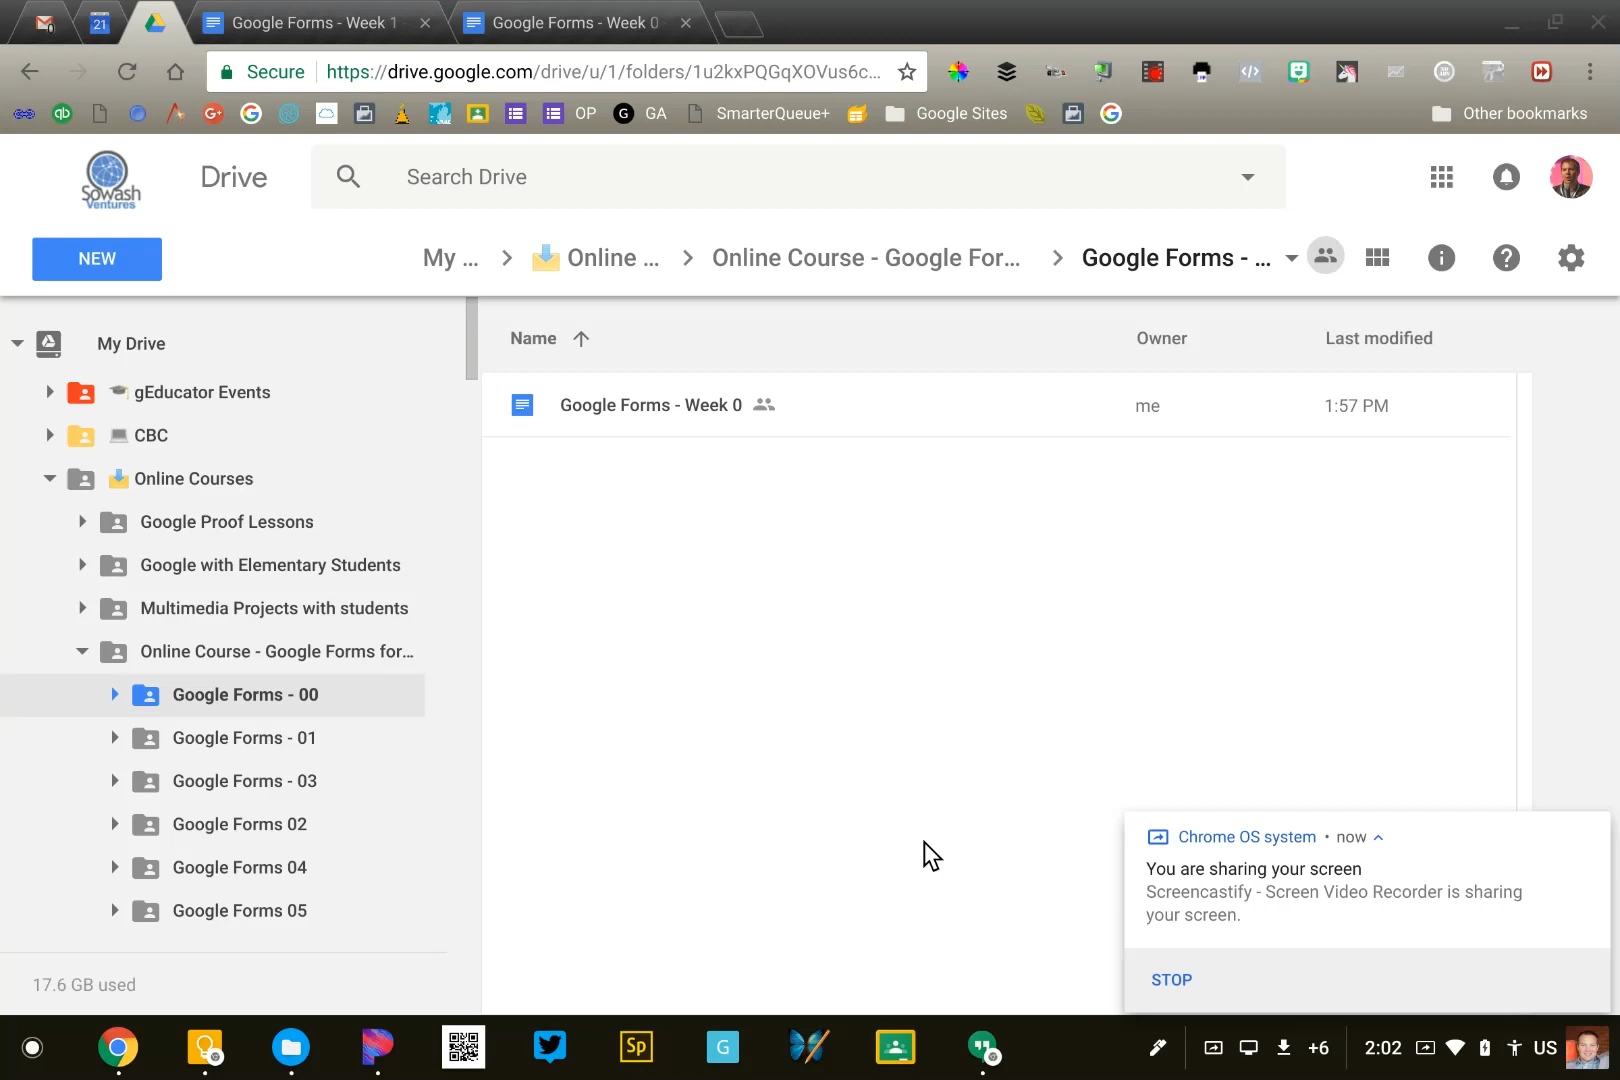 21
Google Forms - Week 1
Google Forms - Week 0
Secure
https://drive.google.com/drive/u/1/folders/1u2kxPQGqXOVus6c...
qb
G+
OP
G
GA
SmarterQueue+
Google Sites
Other bookmarks
Sowash
Ventures
Drive
Search Drive
NEW
My ...
Online ...
Online Course - Google For...
Google Forms - ...
My Drive
gEducator Events
CBC
Online Courses
Google Proof Lessons
Google with Elementary Students
Multimedia Projects with students
Online Course - Google Forms for...
Google Forms - 00
Google Forms - 01
Google Forms - 03
Google Forms 02
Google Forms 04
Google Forms 05
17.6 GB used
Name
Owner
Last modified
Google Forms - Week 0
me
1:57 PM
Chrome OS system • now
You are sharing your screen
Screencastify - Screen Video Recorder is sharing
your screen.
STOP
Sp
G
+6
2:02
US